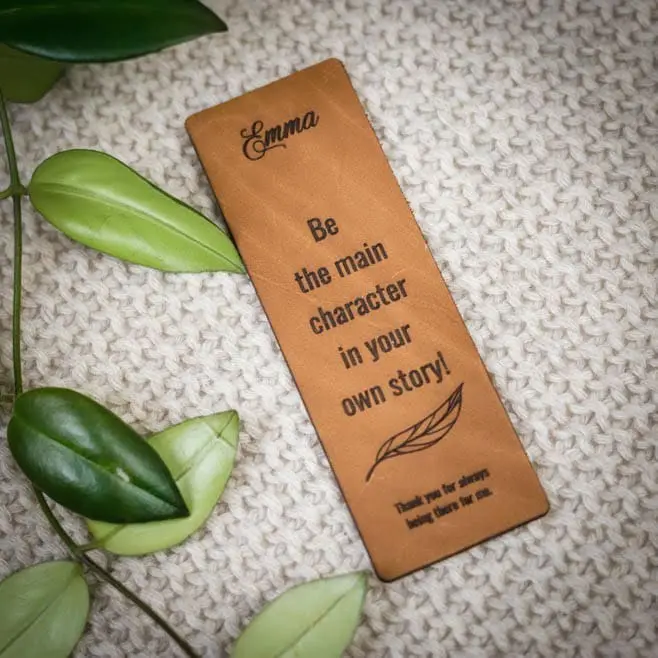 Emma
Be
the main
character
in your
own story!
Thank you for always
being there for me.